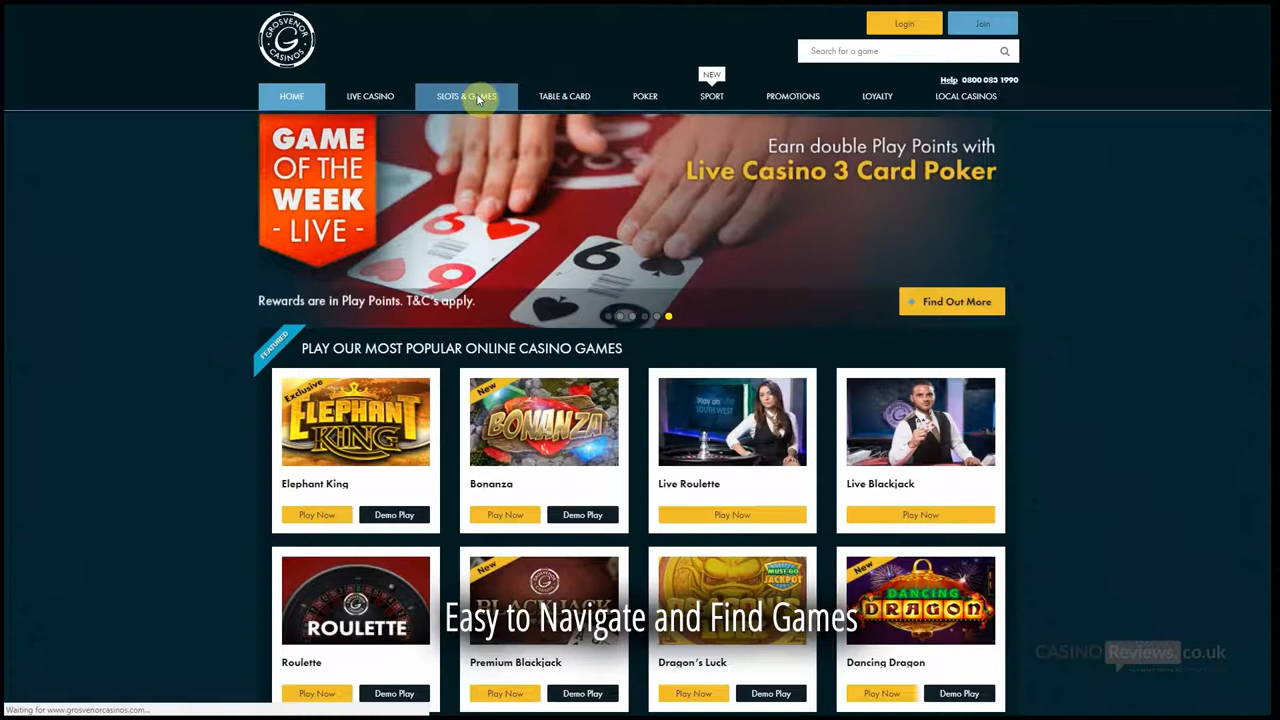 GROSVENOR
G
CASINOS
Login
Join
Search for a game
Help 0800 083 1990
NEW
HOME
LIVE CASINO
SLOTS & GAMES
TABLE & CARD
POKER
SPORT
PROMOTIONS
LOYALTY
LOCAL CASINOS
GAME
OF THE
WEEK
- LIVE -
Earn double Play Points with
Live Casino 3 Card Poker
Rewards are in Play Points. T&C's apply.
Find Out More
FEATURED
PLAY OUR MOST POPULAR ONLINE CASINO GAMES
Exclusive
ELEPHANT
KING
New
BONANZA
SOUTH WEST
Elephant King
Bonanza
Live Roulette
Live Blackjack
Play Now
Demo Play
Play Now
Demo Play
Play Now
Play Now
ROULETTE
New
BLACKJACK
MUST-GO
JACKPOT
New
DANCING
DRAGON
Easy to Navigate and Find Games
Roulette
Premium Blackjack
Dragon's Luck
Dancing Dragon
CASINO Reviews.co.uk
Play Now
Demo Play
Play Now
Demo Play
Play Now
Demo Play
Play Now
Demo Play
Waiting for www.grosvenorcasinos.com...